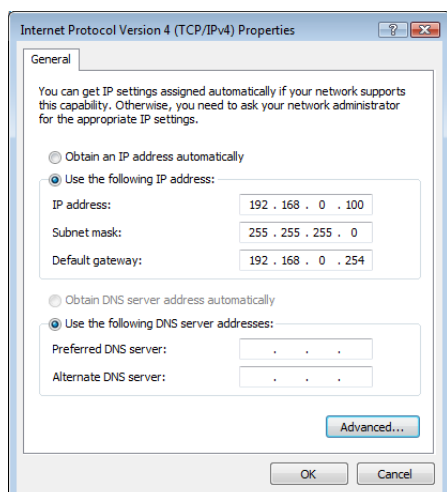 Internet Protocol Version 4 (TCP/IPv4) Properties
General
You can get IP settings assigned automatically if your network supports
this capability. Otherwise, you need to ask your network administrator
for the appropriate IP settings.
Obtain an IP address automatically
Use the following IP address:
IP address: 192 . 168 . 0 . 100
Subnet mask: 255 . 255 . 255 . 0
Default gateway: 192 . 168 . 0 . 254
Obtain DNS server address automatically
Use the following DNS server addresses:
Preferred DNS server: . . .
Alternate DNS server: . . .
Advanced...
OK Cancel